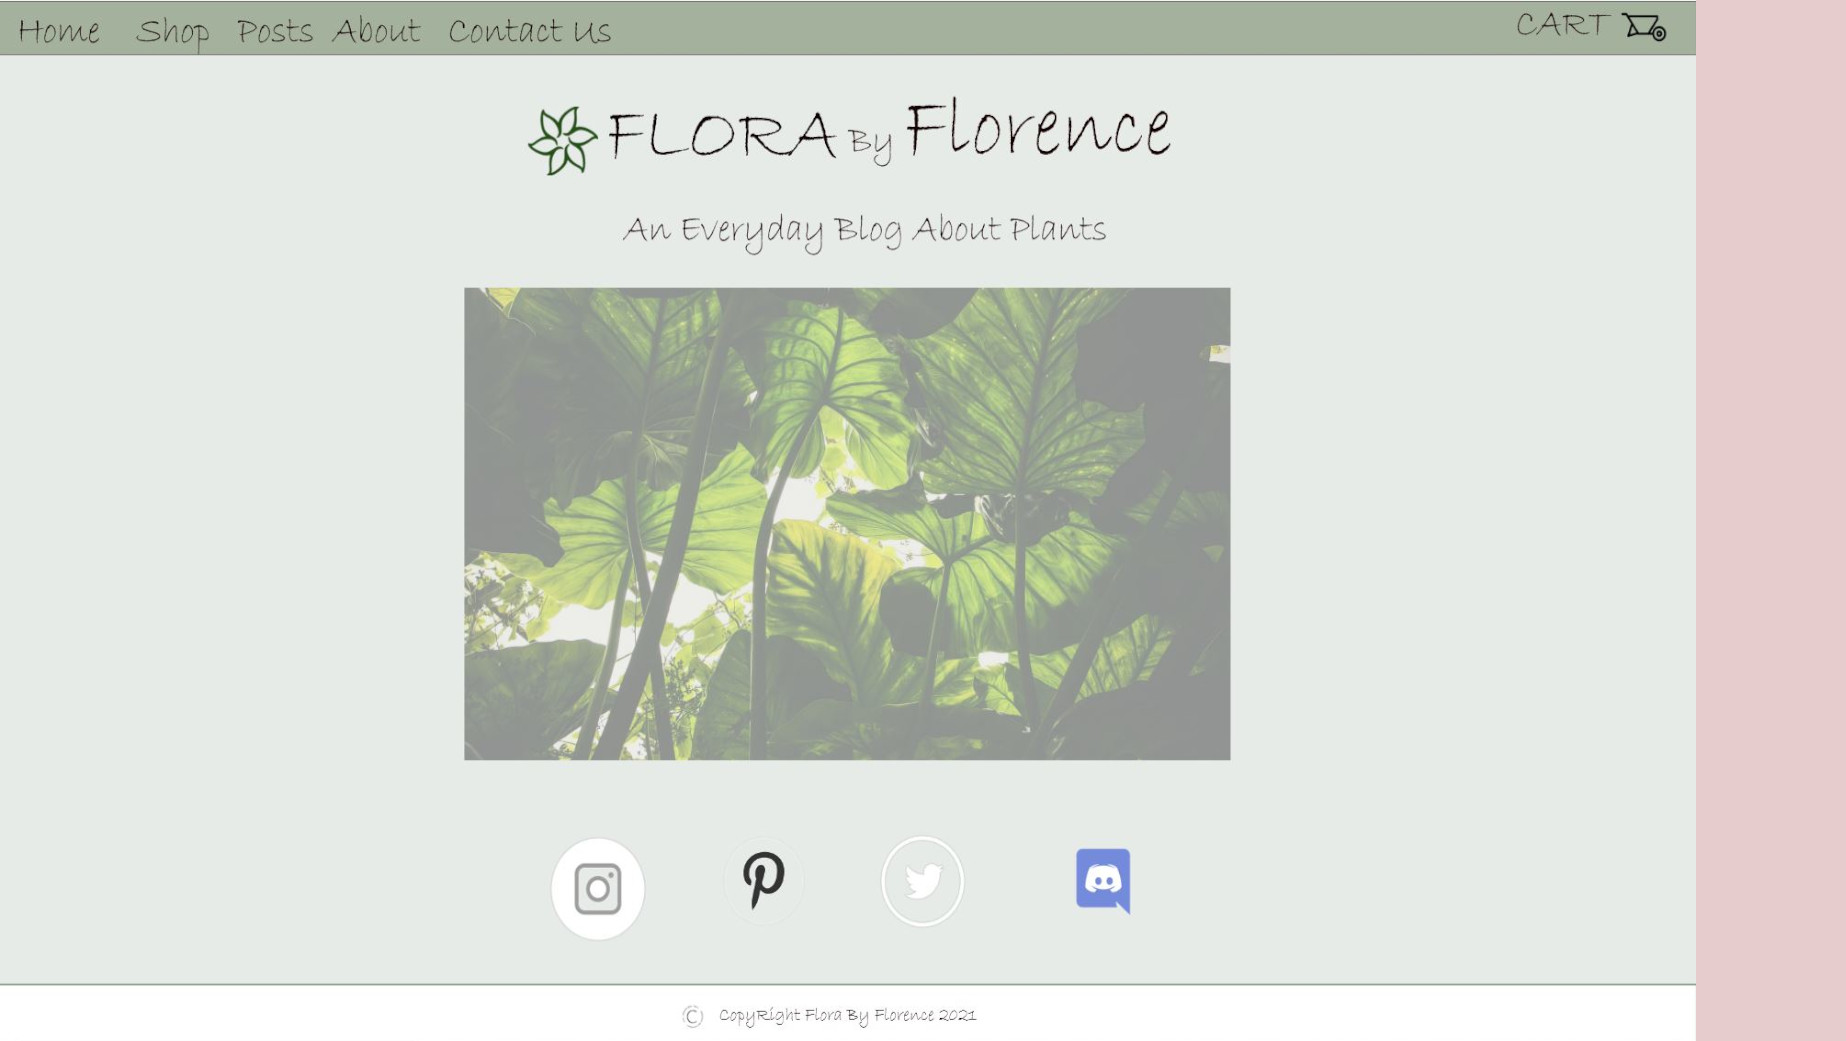 Home Shop Posts About Contact Us CART
FLORA By Florence
An Everyday Blog About Plants
© CopyRight Flora By Florence 2021